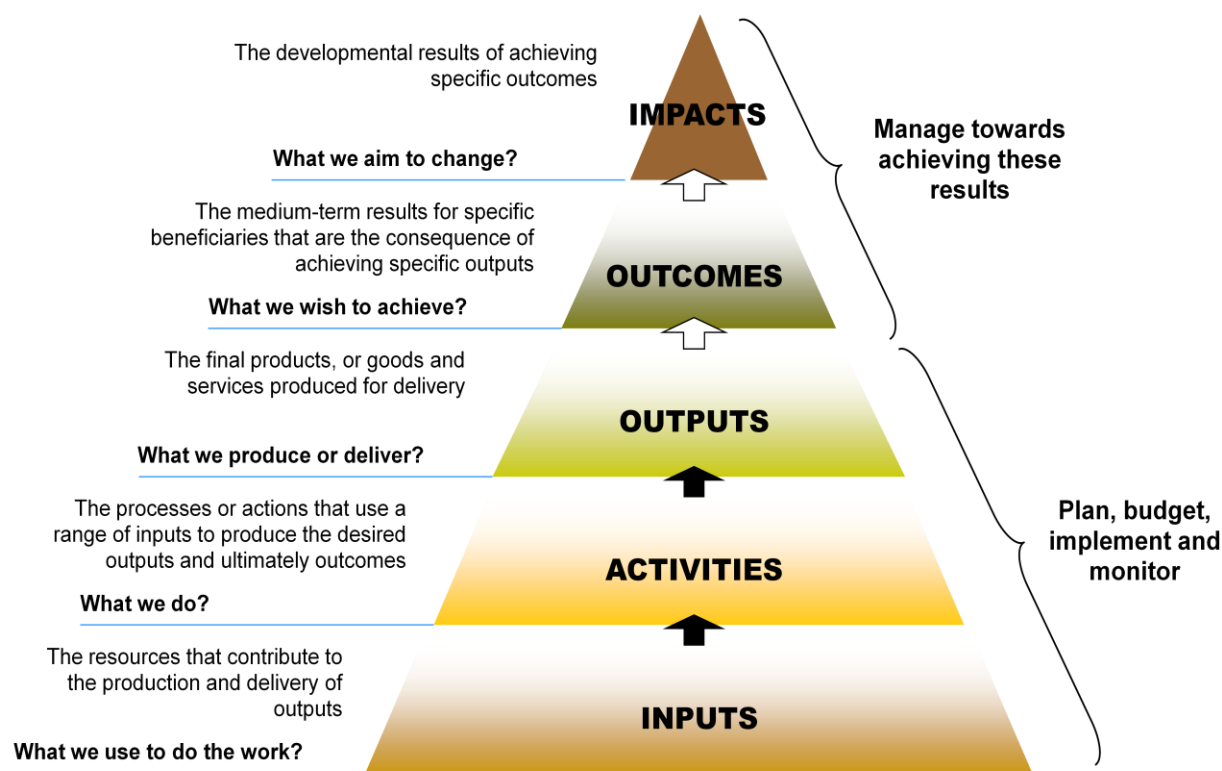 The developmental results of achieving
specific outcomes
IMPACTS
What we aim to change?
Manage towards
achieving these
results
The medium-term results for specific
beneficiaries that are the consequence of
achieving specific outputs
OUTCOMES
What we wish to achieve?
The final products, or goods and
services produced for delivery
OUTPUTS
What we produce or deliver?
The processes or actions that use a
range of inputs to produce the desired
outputs and ultimately outcomes
ACTIVITIES
What we do?
Plan, budget,
implement and
monitor
The resources that contribute to
the production and delivery of
outputs
INPUTS
What we use to do the work?